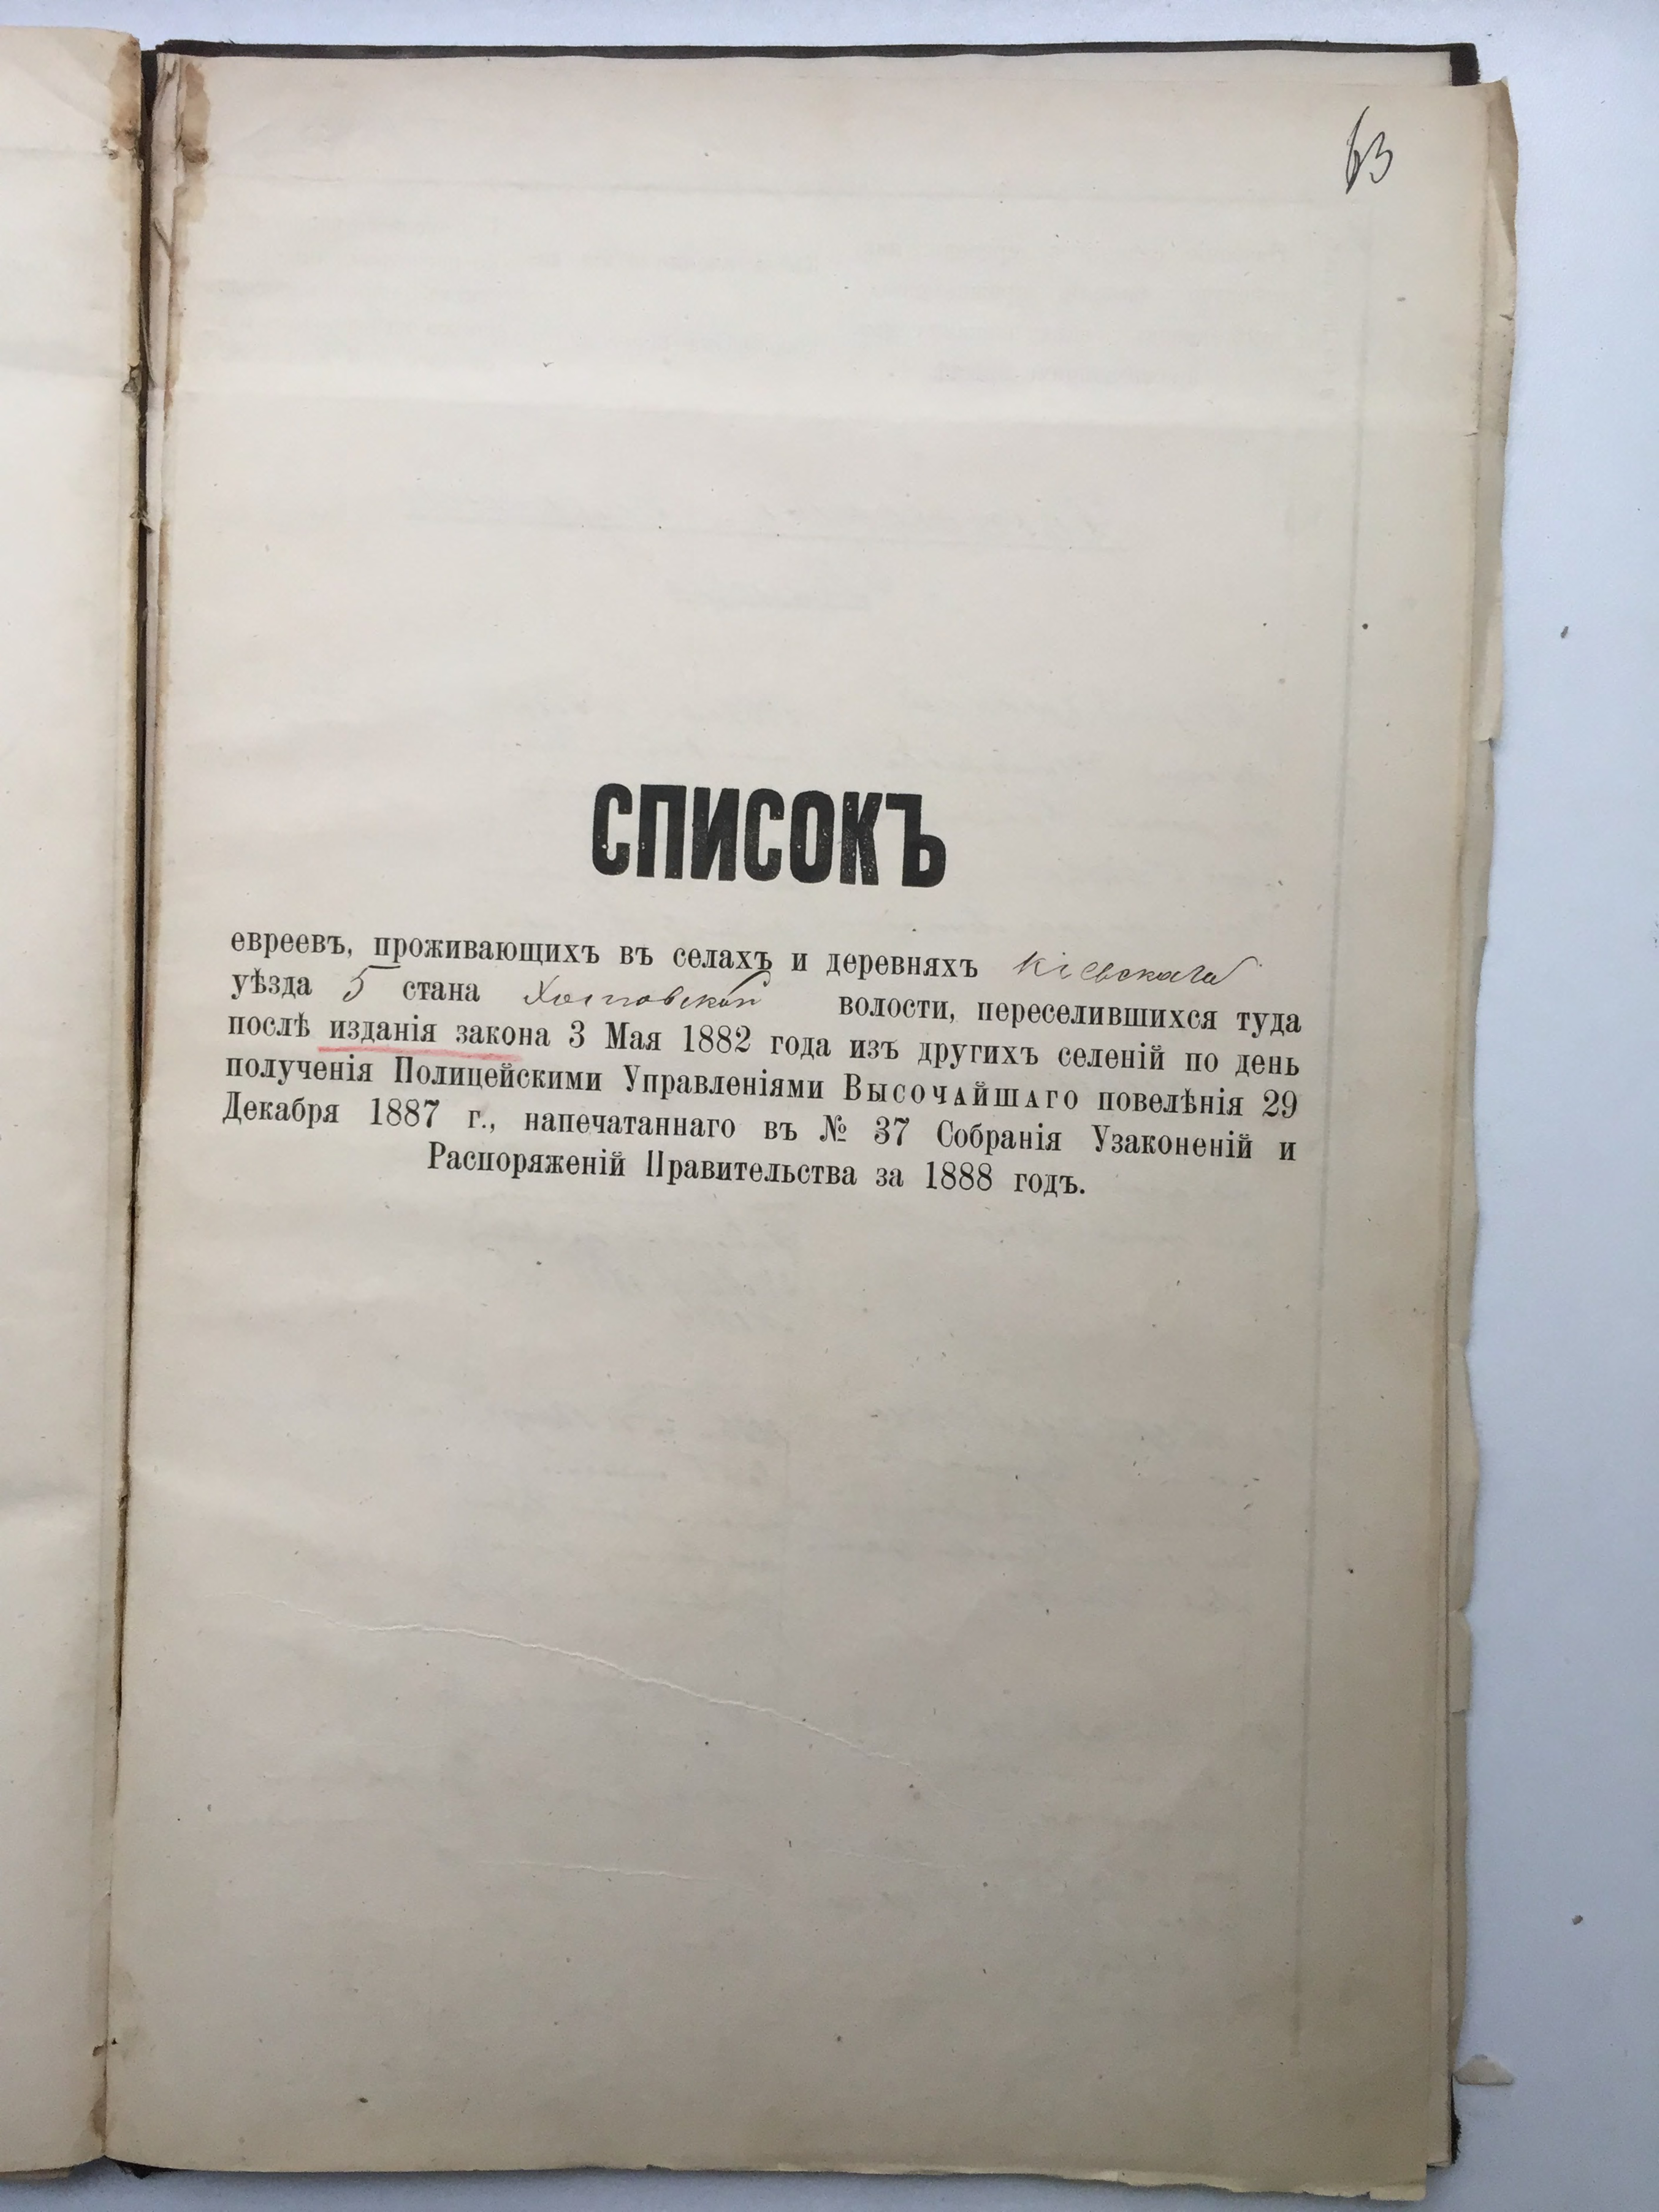 63
СПИСОКЪ
евреевъ, проживающихъ въ селахъ и деревняхъ Кіевскаго
уѣзда 5 стана Хотовской волости, переселившихся туда
послѣ изданія закона 3 Мая 1882 года изъ другихъ селеній по день
полученія Полицейскими Управленіями ВЫСОЧАЙШАГО повелѣнія 29
Декабря 1887 г., напечатаннаго въ № 37 Собранія Узаконеній и
Распоряженій Правительства за 1888 годъ.